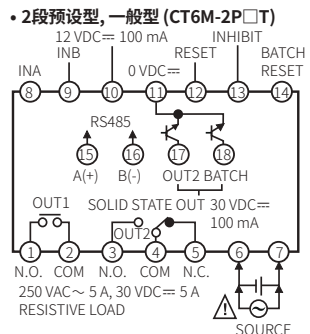 • 2段预设型, 一般型 (CT6M-2P□T)
12 VDC⎓ 100 mA
INHIBIT
INB
RESET
BATCH
INA
0 VDC⎓
RESET
8 9 10 11 12 13 14
RS485
15 16 17 18
A(+) B(-) OUT2 BATCH
OUT1
SOLID STATE OUT 30 VDC⎓
100 mA
OUT2
1 2 3 4 5 6 7
N.O. COM N.O. COM N.C.
250 VAC～ 5 A, 30 VDC⎓ 5 A
RESISTIVE LOAD
SOURCE